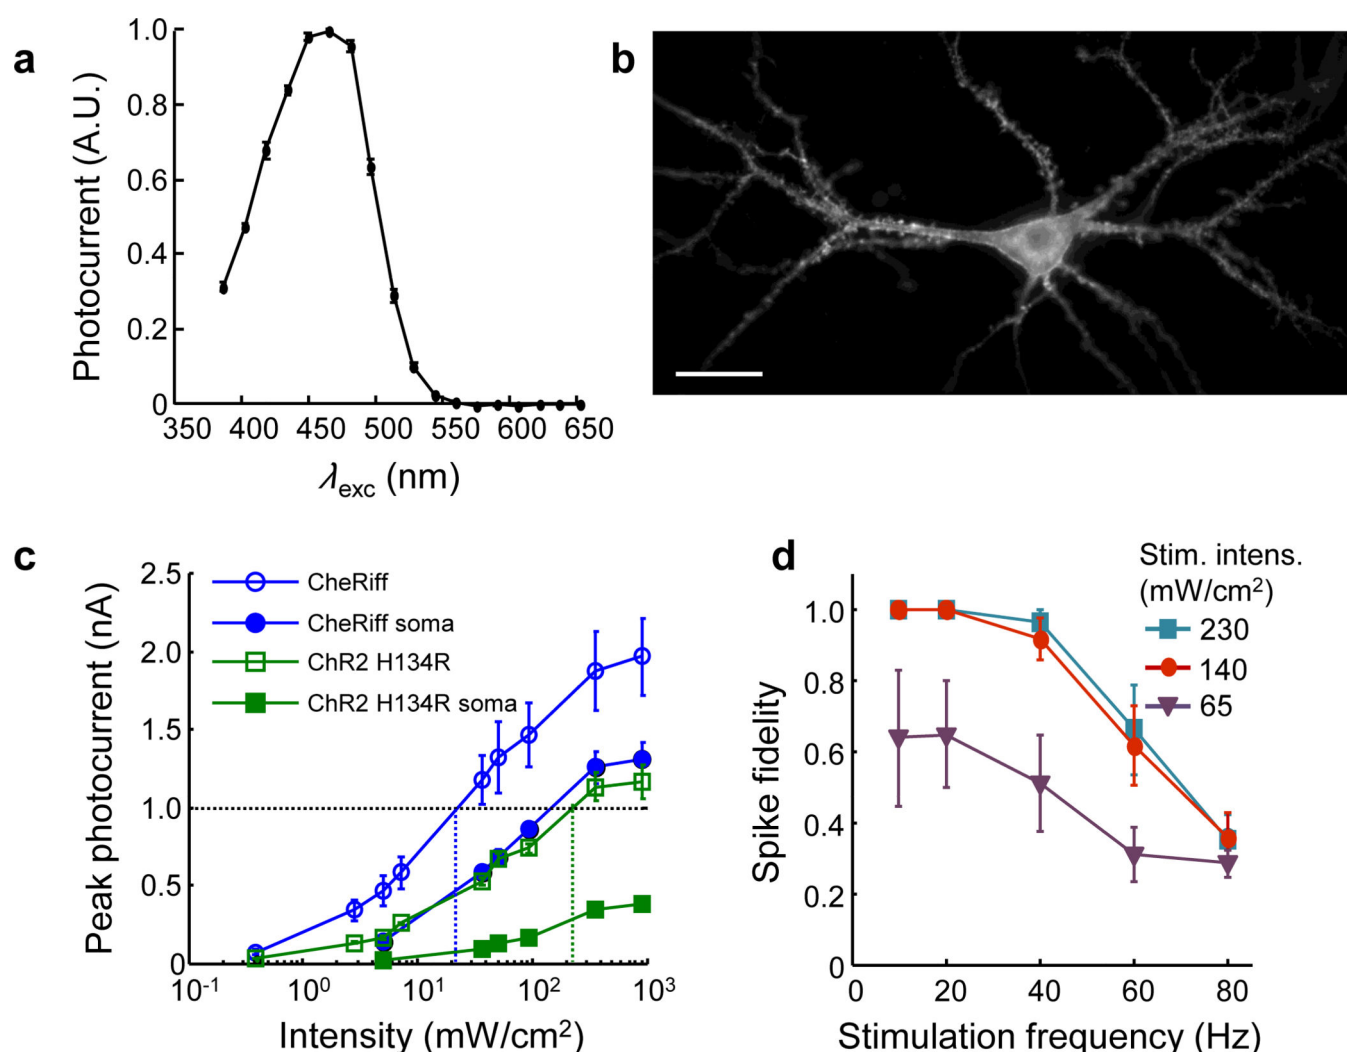 a
Photocurrent (A.U.)
1.0
0.8
0.6
0.4
0.2
0
350 400 450 500 550 600 650
λexc (nm)
b
c
Peak photocurrent (nA)
2.5
2.0
1.5
1.0
0.5
0
CheRiff
CheRiff soma
ChR2 H134R
ChR2 H134R soma
10⁻¹ 10⁰ 10¹ 10² 10³
Intensity (mW/cm²)
d
Stim. intens.
(mW/cm²)
230
140
65
Spike fidelity
1.0
0.8
0.6
0.4
0.2
0
0 20 40 60 80
Stimulation frequency (Hz)